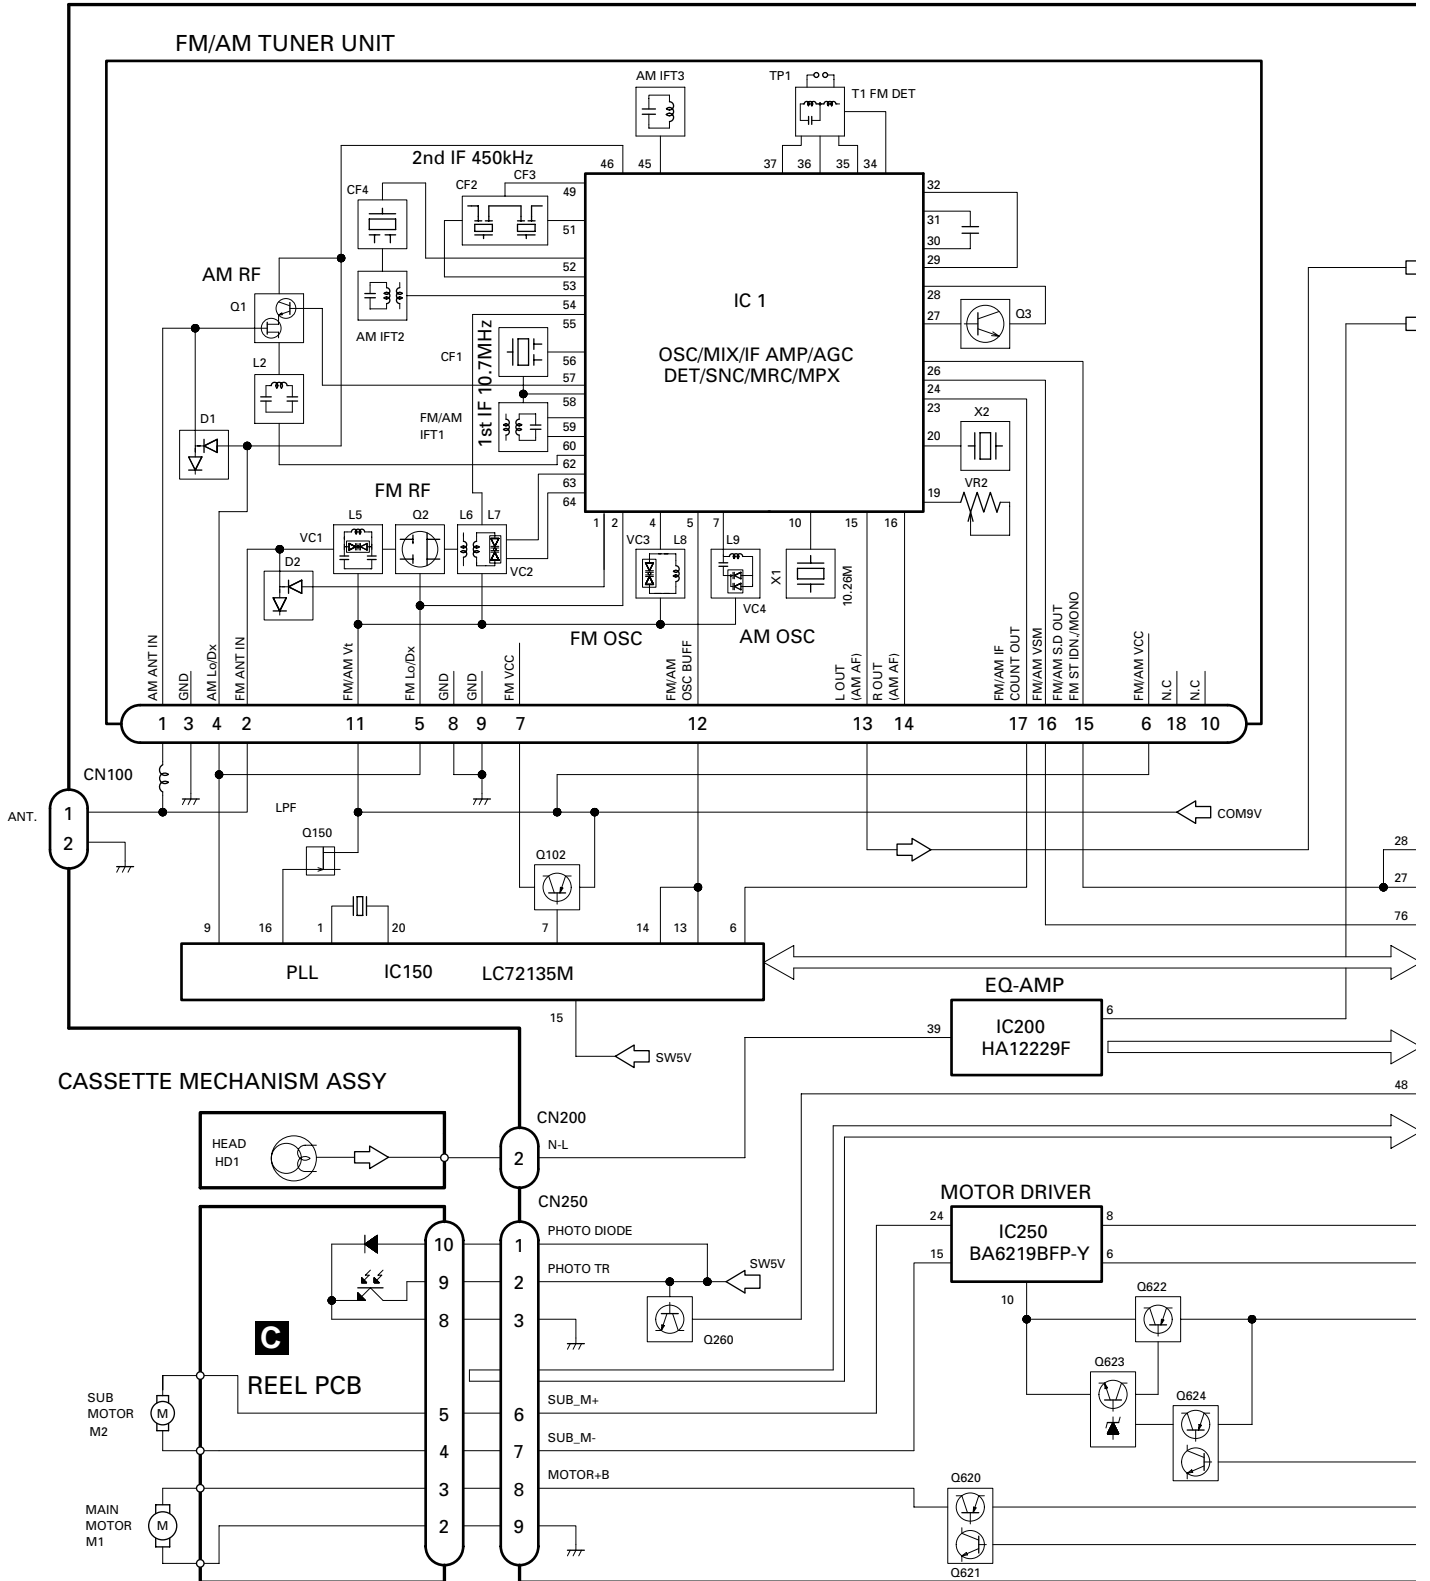 FM/AM TUNER UNIT
AM IFT3
TP1
T1 FM DET
2nd IF 450kHz
46
45
37
36
35
34
CF4
CF2
CF3
49
51
52
53
54
55
56
57
58
59
60
62
63
64
32
31
30
29
28
27
26
24
23
20
19
AM RF
Q1
AM IFT2
L2
CF1
1st IF 10.7MHz
FM/AM
IFT1
D1
IC 1
OSC/MIX/IF AMP/AGC
DET/SNC/MRC/MPX
Q3
X2
VR2
FM RF
L5
Q2
L6
L7
VC1
D2
VC2
1
2
4
5
7
10
15
16
VC3
L8
L9
VC4
X1
10.26M
FM OSC
AM OSC
AM ANT IN
GND
AM Lo/Dx
FM ANT IN
FM/AM Vt
FM Lo/Dx
GND
GND
FM VCC
FM/AM
OSC BUFF
L OUT
(AM AF)
R OUT
(AM AF)
FM/AM IF
COUNT OUT
FM/AM VSM
FM/AM S.D OUT
FM ST IDN./MONO
FM/AM VCC
N.C
N.C
1
3
4
2
11
5
8
9
7
12
13
14
17
16
15
6
18
10
CN100
ANT.
1
2
LPF
Q150
Q102
COM9V
28
27
76
9
16
1
20
7
14
13
6
PLL
IC150
LC72135M
15
SW5V
EQ-AMP
39
IC200
HA12229F
6
48
CASSETTE MECHANISM ASSY
HEAD
HD1
CN200
2
N-L
CN250
MOTOR DRIVER
24
15
IC250
BA6219BFP-Y
8
6
10
10
9
8
5
4
3
2
1
2
3
6
7
8
9
PHOTO DIODE
PHOTO TR
SW5V
Q260
C
REEL PCB
SUB
MOTOR
M2
M
SUB_M+
SUB_M-
MOTOR+B
MAIN
MOTOR
M1
M
Q622
Q623
Q624
Q620
Q621